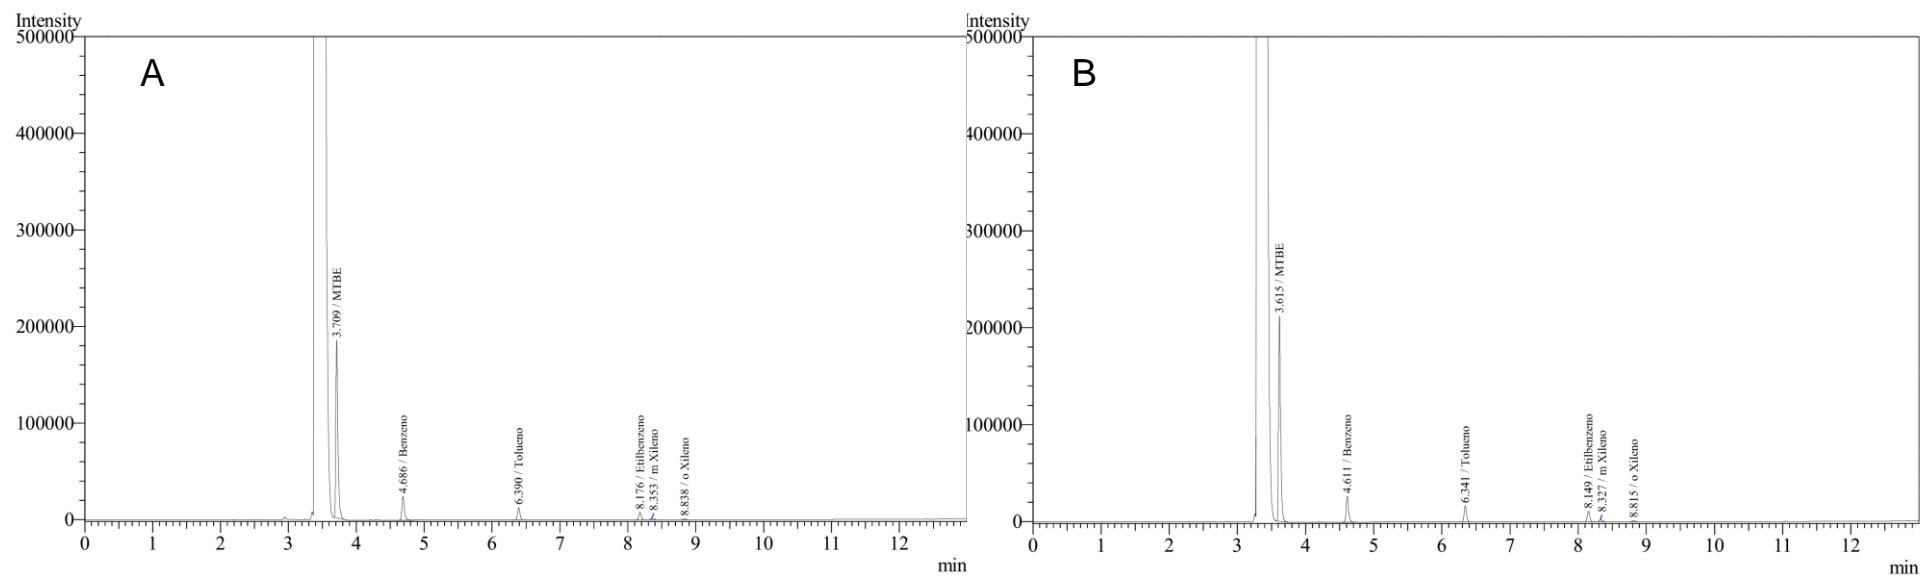 Intensity
500000
A
400000
300000
3.709 / MTBE
200000
100000
4.686 / Benzeno
6.390 / Tolueno
8.176 / Etilbenzeno
8.353 / m Xileno
8.838 / o Xileno
0
0 1 2 3 4 5 6 7 8 9 10 11 12
min
Intensity
500000
B
400000
300000
3.615 / MTBE
200000
100000
4.611 / Benzeno
6.341 / Tolueno
8.149 / Etilbenzeno
8.327 / m Xileno
8.815 / o Xileno
0
0 1 2 3 4 5 6 7 8 9 10 11 12
min